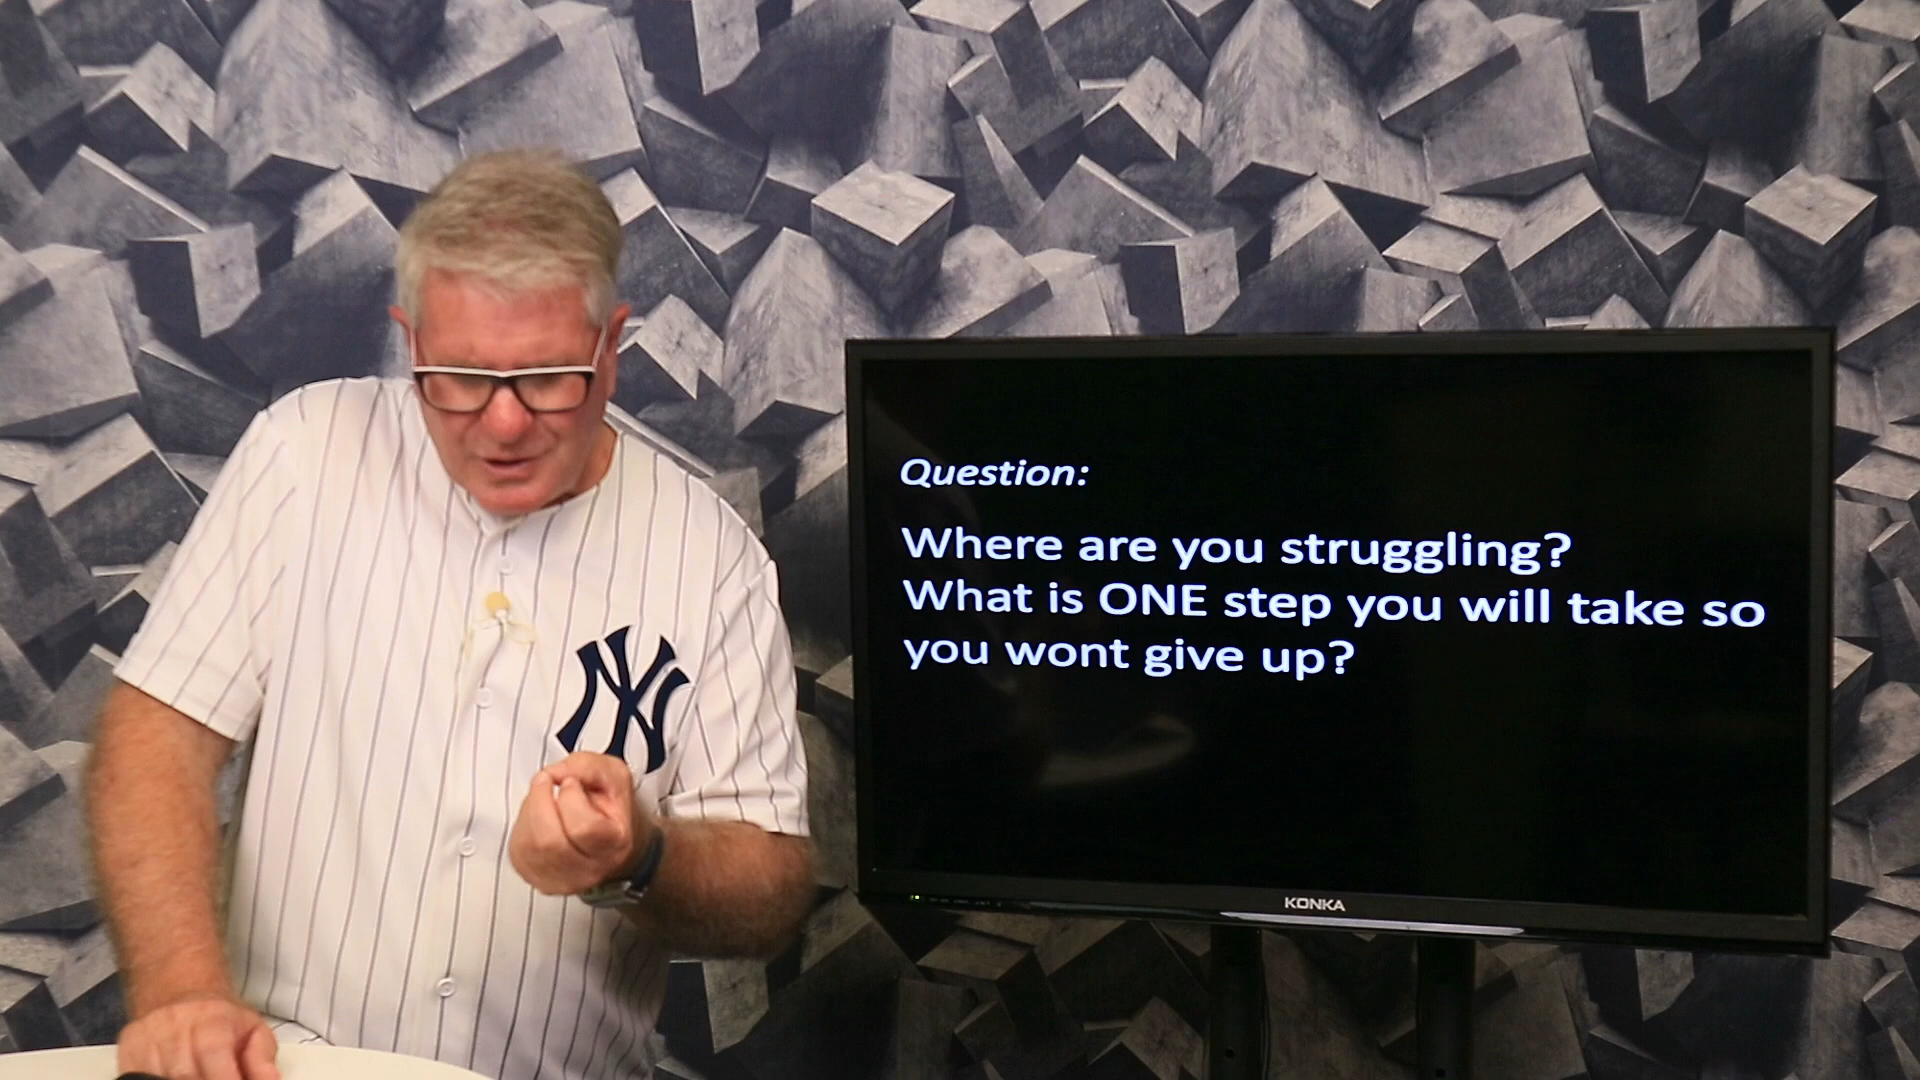 Question:
Where are you struggling?
What is ONE step you will take so
you wont give up?
NY
KONKA